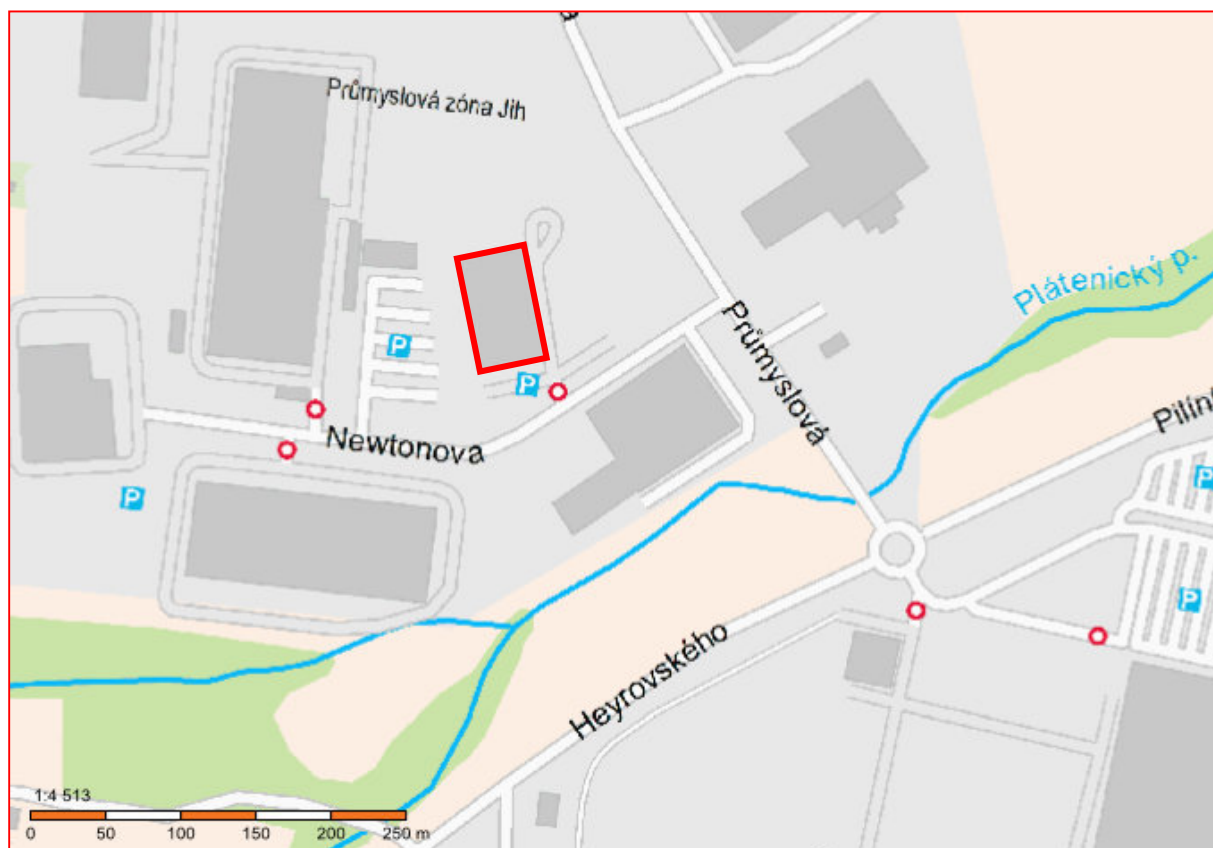 Průmyslová zóna Jih
Plátenický p.
Průmyslová
P
P
Newtonova
P
P
P
Heyrovského
1:4 513
0 50 100 150 200 250 m